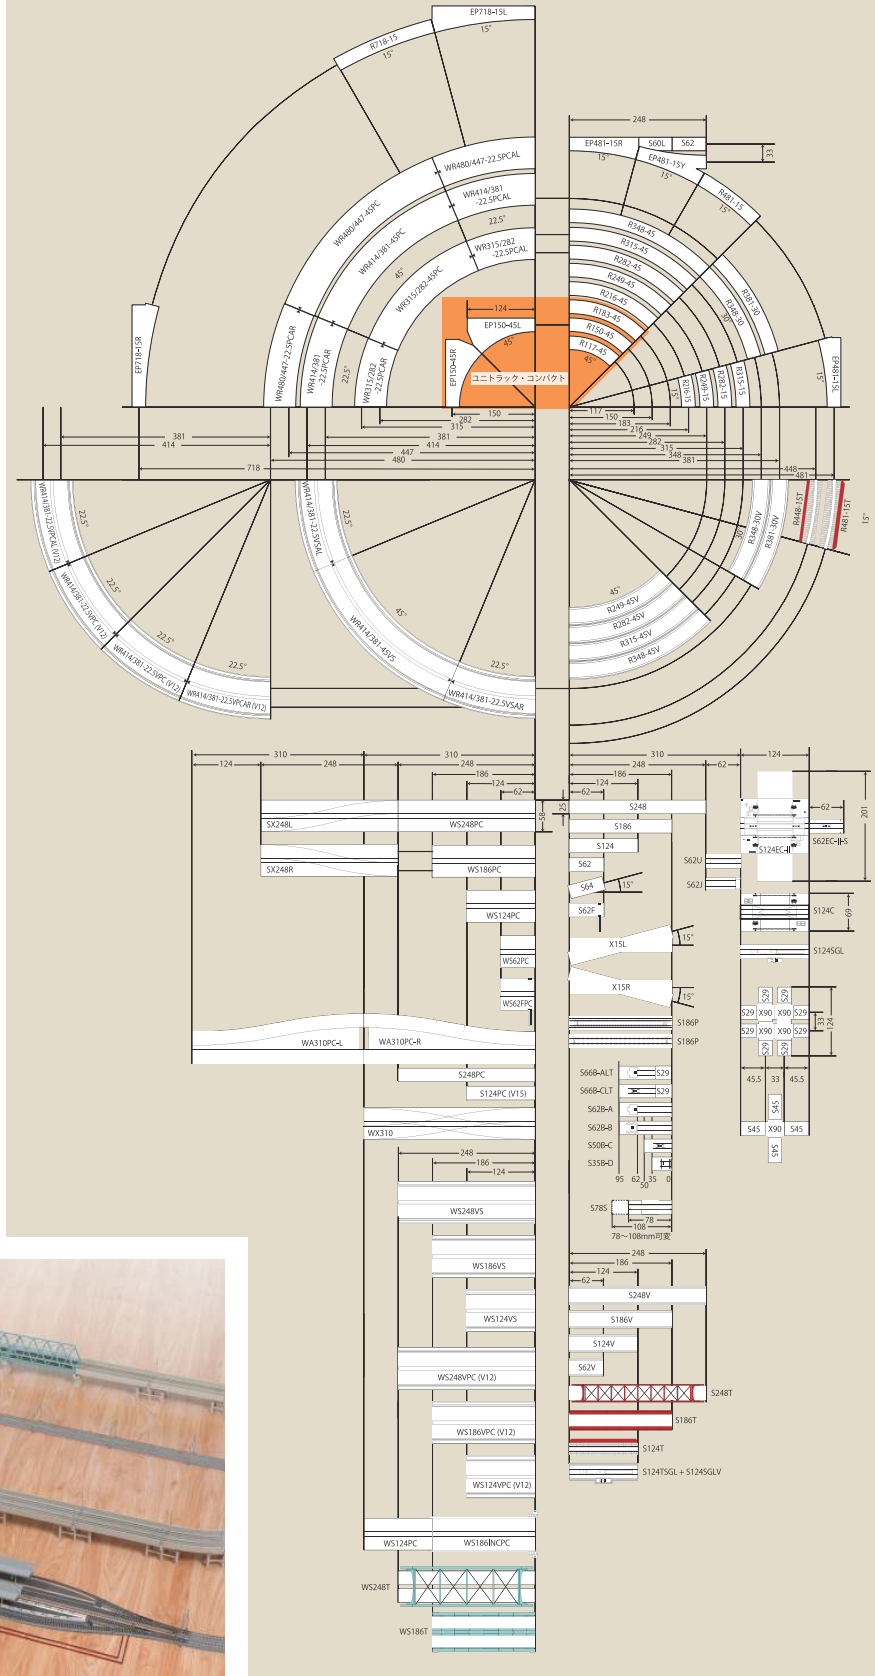 EP718-15L
15°
R718-15
15°
248
EP481-15R
S60L
S62
33
15°
EP481-15Y
15°
R481-15
15°
WR480/447-22.5PCAL
WR480/447-45PC
WR414/381
-22.5PCAL
22.5°
WR414/381-45PC
45°
WR315/282
-22.5PCAL
WR315/282-45PC
R348-45
R315-45
R282-45
R249-45
R216-45
R183-45
R150-45
R117-45
45°
R381-30
R348-30
30°
124
EP150-45L
45°
EP150-45R
ユニトラック・コンパクト
EP718-15R
WR480/447-22.5PCAR
WR414/381
-22.5PCAR
22.5°
WR315/282
-22.5PCAR
15°
R216-15
R249-15
R282-15
R315-15
15°
EP481-15L
150
282
315
381
414
447
480
718
381
414
117
150
183
216
249
282
315
348
381
448
481
WR414/381-22.5VPCAL (V12)
22.5°
WR414/381-22.5VPC (V12)
22.5°
WR414/381-22.5VPC (V12)
22.5°
WR414/381-22.5VPCAR (V12)
22.5°
WR414/381-22.5VSAL
22.5°
WR414/381-45VS
45°
WR414/381-22.5VSAR
22.5°
45°
R249-45V
R282-45V
R315-45V
R348-45V
30°
R348-30V
R381-30V
R448-15T
R481-15T
15°
310
310
124
248
248
186
124
62
58
25
SX248L
WS248PC
SX248R
WS186PC
WS124PC
WS62PC
WS62FPC
WA310PC-L
WA310PC-R
S248PC
S124PC (V15)
WX310
248
186
124
WS248VS
WS186VS
WS124VS
WS248VPC (V12)
WS186VPC (V12)
WS124VPC (V12)
WS124PC
WS186INCPC
WS248T
WS186T
310
124
248
62
186
124
62
S248
S186
S124
S62
S64
15°
S62F
X15L
15°
X15R
15°
S186P
S186P
S62U
S62J
S124EC-II
62
S62EC-II-S
201
S124C
69
S124SGL
S29
S29
S29
X90
X90
S29
S29
X90
X90
S29
S29
S29
33
124
45.5
33
45.5
S45
S45
X90
S45
S45
S66B-ALT
S29
S66B-CLT
S29
S62B-A
S62B-B
S50B-C
S35B-D
95
62
50
35
0
S78S
78
108
78〜108mm可変
248
186
124
62
S248V
S186V
S124V
S62V
S248T
S186T
S124T
S124TSGL + S124SGLV